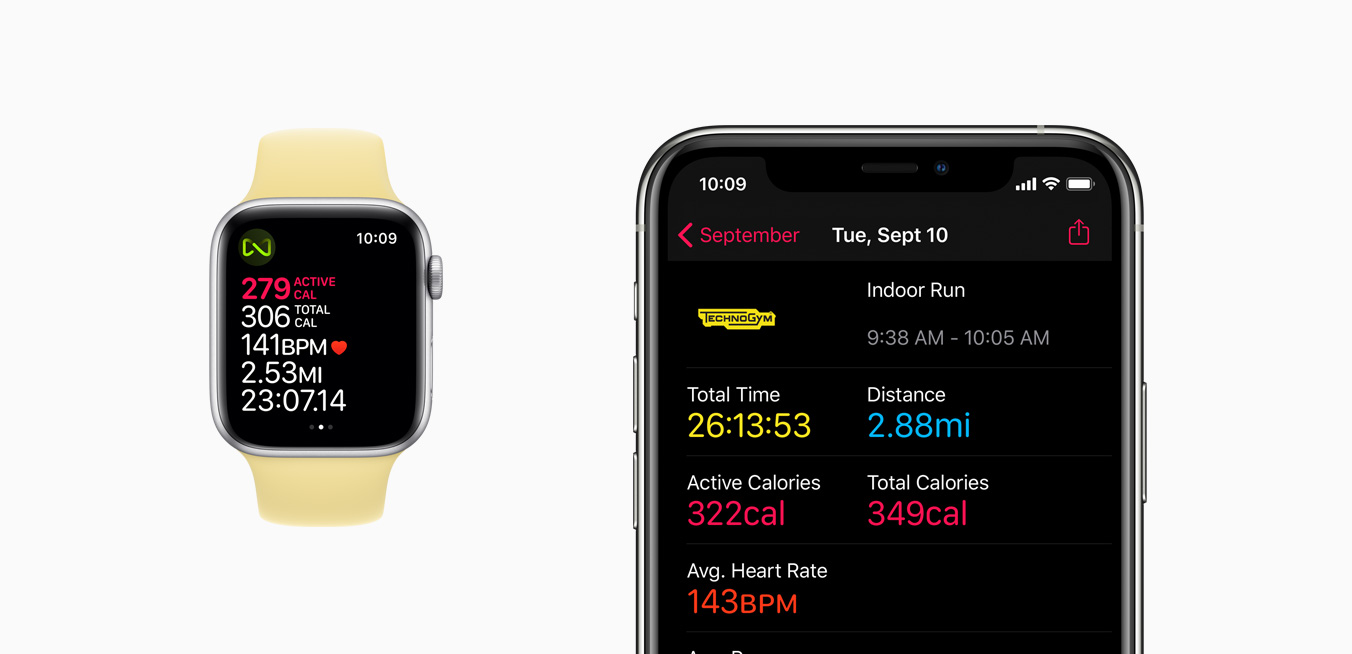 10:09
279 ACTIVE CAL
306 TOTAL CAL
141BPM
2.53MI
23:07.14
10:09
September Tue, Sept 10
TECHNOGYM
Indoor Run
9:38 AM - 10:05 AM
Total Time Distance
26:13:53 2.88mi
Active Calories Total Calories
322cal 349cal
Avg. Heart Rate
143BPM